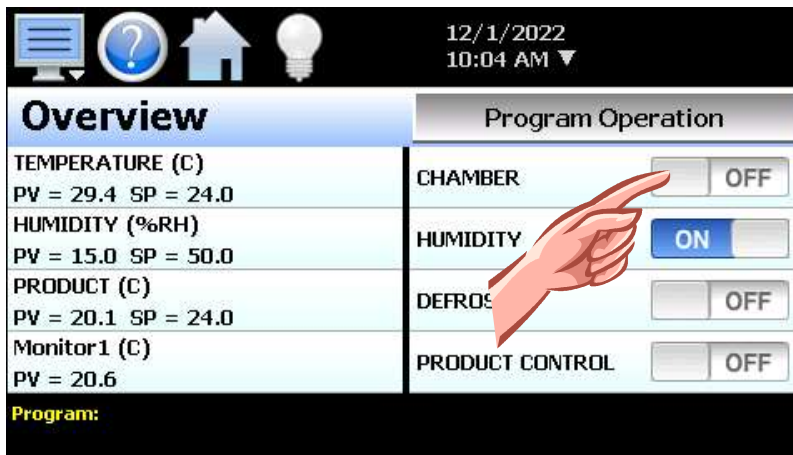 ?
12/1/2022
10:04 AM ▼
Overview
Program Operation
TEMPERATURE (C)
PV = 29.4 SP = 24.0
CHAMBER OFF
HUMIDITY (%RH)
PV = 15.0 SP = 50.0
HUMIDITY ON
PRODUCT (C)
PV = 20.1 SP = 24.0
DEFROS OFF
Monitor1 (C)
PV = 20.6
PRODUCT CONTROL OFF
Program: